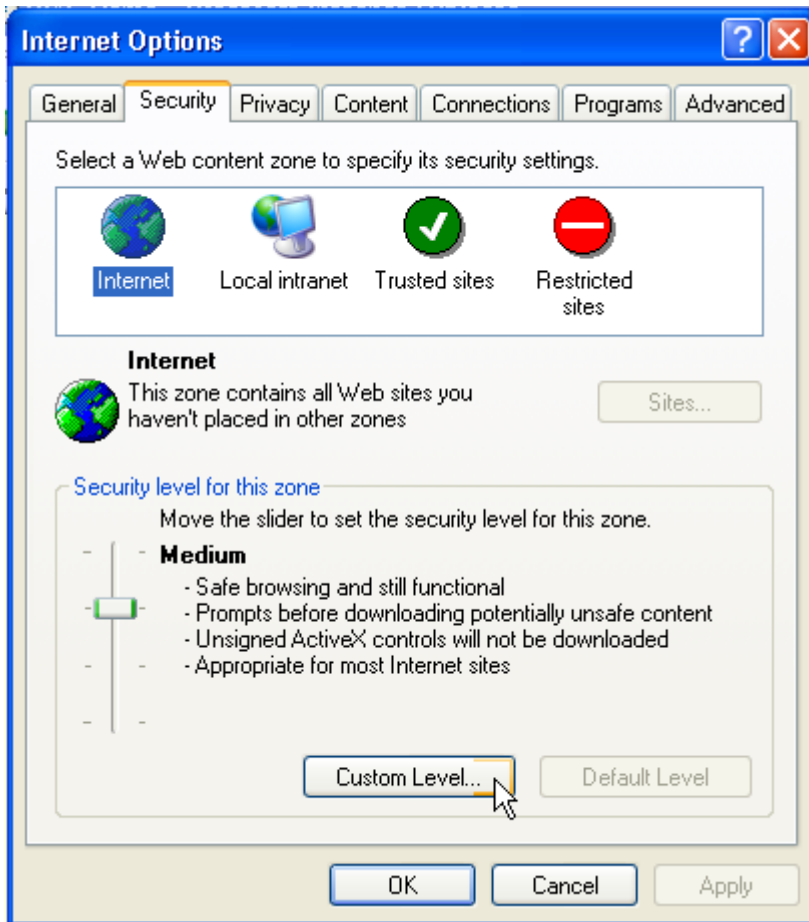 Internet Options
General Security Privacy Content Connections Programs Advanced
Select a Web content zone to specify its security settings.
Internet Local intranet Trusted sites Restricted
sites
Internet
This zone contains all Web sites you
haven't placed in other zones
Sites...
Security level for this zone
Move the slider to set the security level for this zone.
Medium
- Safe browsing and still functional
- Prompts before downloading potentially unsafe content
- Unsigned ActiveX controls will not be downloaded
- Appropriate for most Internet sites
Custom Level... Default Level
OK Cancel Apply